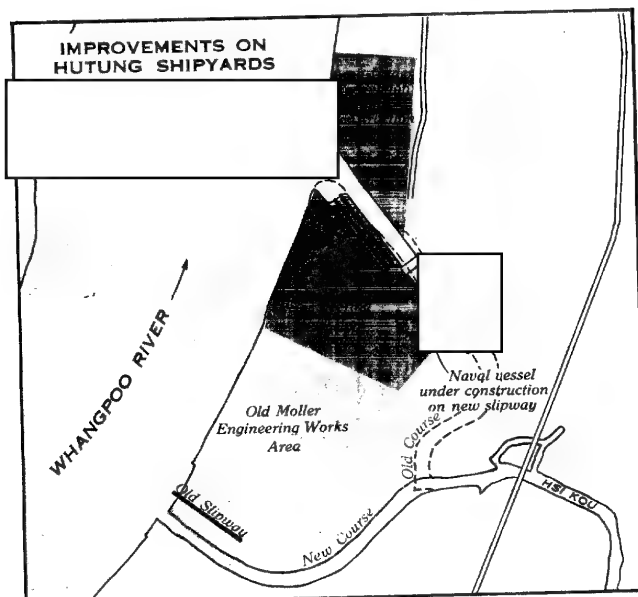 IMPROVEMENTS ON
HUTUNG SHIPYARDS
WHANGPOO RIVER
Naval vessel
under construction
on new slipway
Old Moller
Engineering Works
Area
Old Course
Old Slipway
New Course
HSI KOU